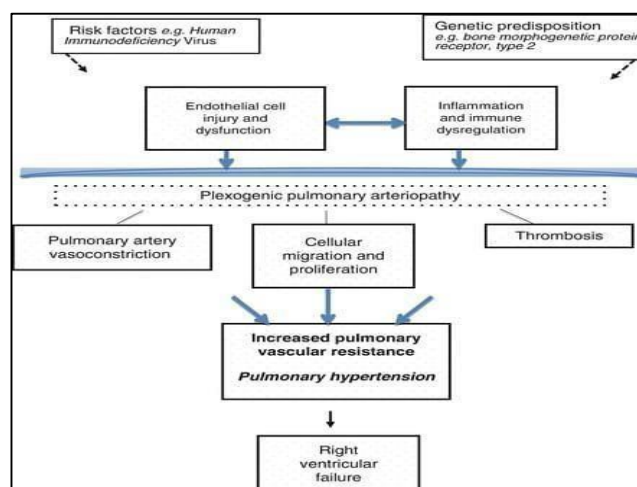 Risk factors e.g. Human
Immunodeficiency Virus
Genetic predisposition
e.g. bone morphogenetic protein
receptor, type 2
Endothelial cell
injury and
dysfunction
Inflammation
and immune
dysregulation
Plexogenic pulmonary arteriopathy
Pulmonary artery
vasoconstriction
Cellular
migration and
proliferation
Thrombosis
Increased pulmonary
vascular resistance
Pulmonary hypertension
Right
ventricular
failure